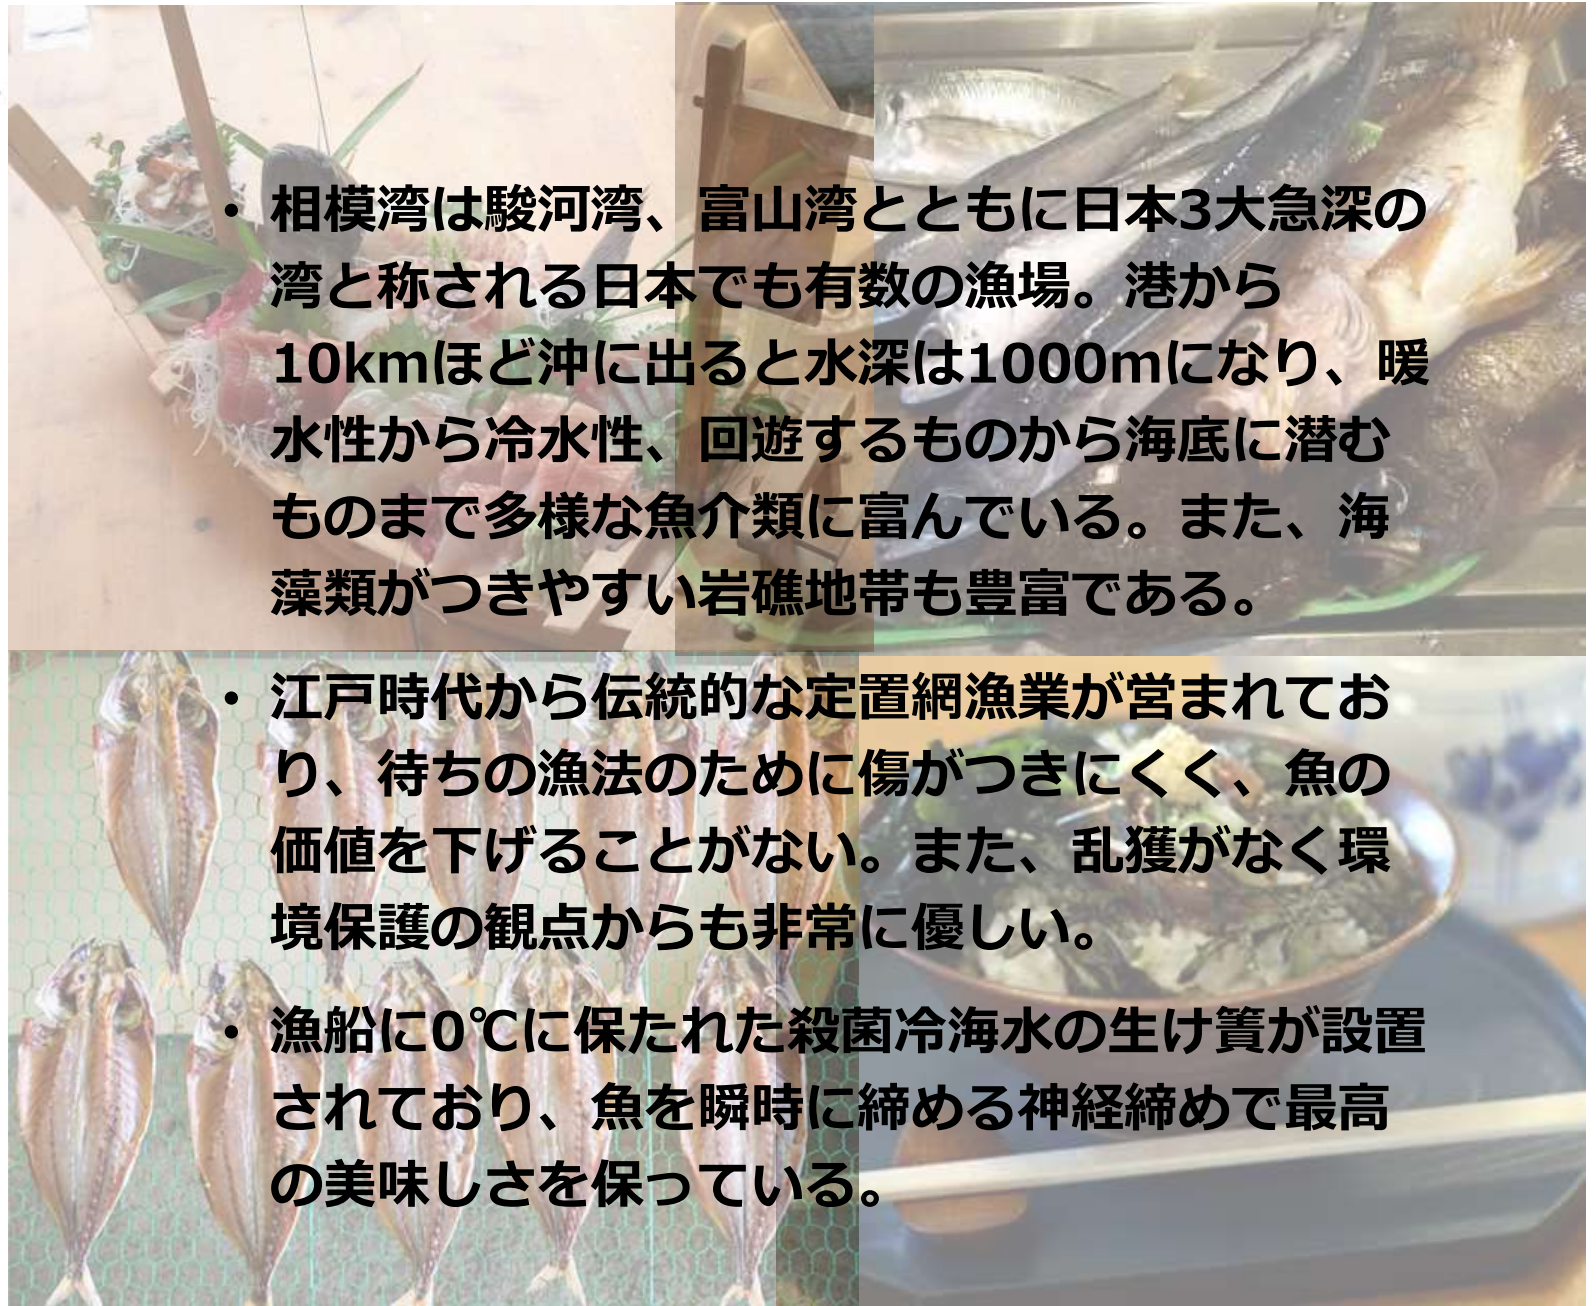 ・相模湾は駿河湾、富山湾とともに日本3大急深の
湾と称される日本でも有数の漁場。港から
10kmほど沖に出ると水深は1000mになり、暖
水性から冷水性、回遊するものから海底に潜む
ものまで多様な魚介類に富んでいる。また、海
藻類がつきやすい岩礁地帯も豊富である。
・江戸時代から伝統的な定置網漁業が営まれてお
り、待ちの漁法のために傷がつきにくく、魚の
価値を下げることがない。また、乱獲がなく環
境保護の観点からも非常に優しい。
・漁船に0℃に保たれた殺菌冷海水の生け簀が設置
されており、魚を瞬時に締める神経締めで最高
の美味しさを保っている。